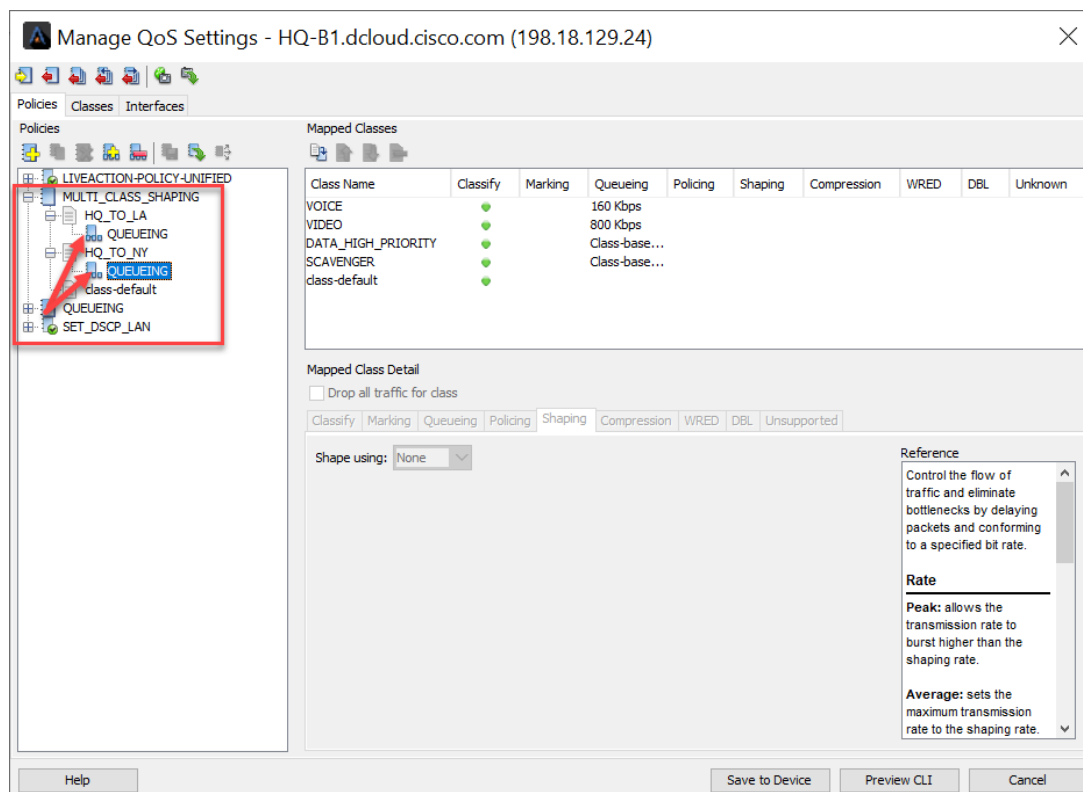 Manage QoS Settings - HQ-B1.dcloud.cisco.com (198.18.129.24)
Policies Classes Interfaces
Policies
LIVEACTION-POLICY-UNIFIED
MULTI_CLASS_SHAPING
HQ_TO_LA
QUEUEING
HQ_TO_NY
QUEUEING
class-default
QUEUEING
SET_DSCP_LAN
Mapped Classes
Class Name Classify Marking Queueing Policing Shaping Compression WRED DBL Unknown
VOICE 160 Kbps
VIDEO 800 Kbps
DATA_HIGH_PRIORITY Class-base...
SCAVENGER Class-base...
class-default
Mapped Class Detail
Drop all traffic for class
Classify Marking Queueing Policing Shaping Compression WRED DBL Unsupported
Shape using: None
Reference
Control the flow of
traffic and eliminate
bottlenecks by delaying
packets and conforming
to a specified bit rate.
Rate
Peak: allows the
transmission rate to
burst higher than the
shaping rate.
Average: sets the
maximum transmission
rate to the shaping rate.
Help Save to Device Preview CLI Cancel